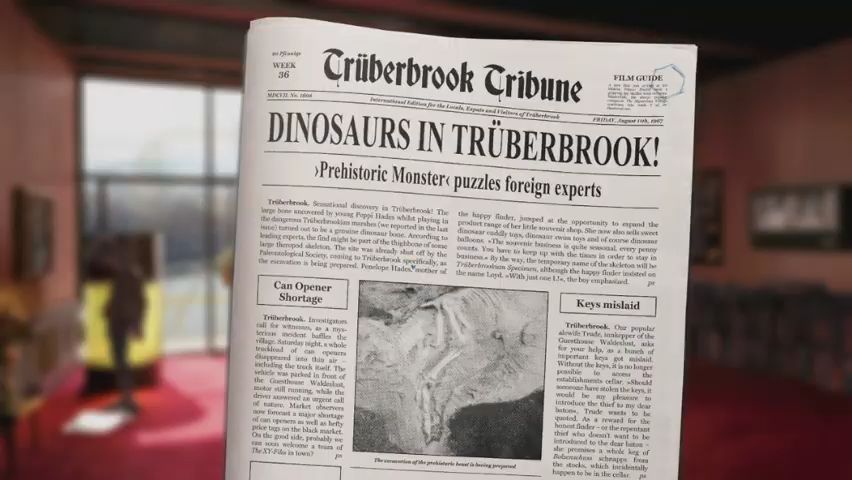 20 Pfennige
WEEK
36
Trüberbrook Tribune
FILM GUIDE
MDCVII. No. 1608
International Edition for the Locals, Expats and Visitors of Trüberbrook
FRIDAY, August 11th, 1967
DINOSAURS IN TRÜBERBROOK!
›Prehistoric Monster‹ puzzles foreign experts
Trüberbrook. Sensational discovery in Trüberbrook! The
large bone uncovered by young Peppi Hades whilst playing in
the dangerous Trüberbrookian marshes (we reported in the last
issue) turned out to be a genuine dinosaur bone. According to
leading experts, the find might be part of the thighbone of some
large theropod skeleton. The site was already shut off by the
Paleontological Society, coming to Trüberbrook specifically, as
the excavation is being prepared. Penelope Hades, mother of
the happy finder, jumped at the opportunity to expand the
product range of her little souvenir shop. She now also sells sweet
dinosaur cuddly toys, dinosaur swim toys and of course dinosaur
balloons. »The souvenir business is quite seasonal, every penny
counts. You have to keep up with the times in order to stay in
business.« By the way, the temporary name of the skeleton will be
Trüberbrookium Specimen, although the happy finder insisted on
the name Loyd. »With just one L!«, the boy emphasized. pr
Can Opener
Shortage
Trüberbrook. Investigators
call for witnesses, as a mys-
terious incident baffles the
village. Saturday night, a whole
truckload of can openers
disappeared into thin air –
including the truck itself. The
vehicle was parked in front of
the Guesthouse Waldeslust,
motor still running, while the
driver answered an urgent call
of nature. Market observers
now forecast a major shortage
of can openers as well as hefty
price tags on the black market.
On the good side, probably we
can soon welcome a team of
The XY-Files in town? pr
The excavation of the prehistoric beast is being prepared
Keys mislaid
Trüberbrook. Our popular
alewife Trude, innkeeper of the
Guesthouse Waldeslust, asks
for your help, as a bunch of
important keys got mislaid.
Without the keys, it is no longer
possible to access the
establishments cellar. »Should
someone have stolen the keys, it
would be my pleasure to
introduce the thief to my dear
baton«, Trude wants to be
quoted. As a reward for the
honest finder – or the repentant
thief who doesn't want to be
introduced to the dear baton –
she promises a whole keg of
schnapps from
the stocks, which incidentally
happen to be in the cellar. pr